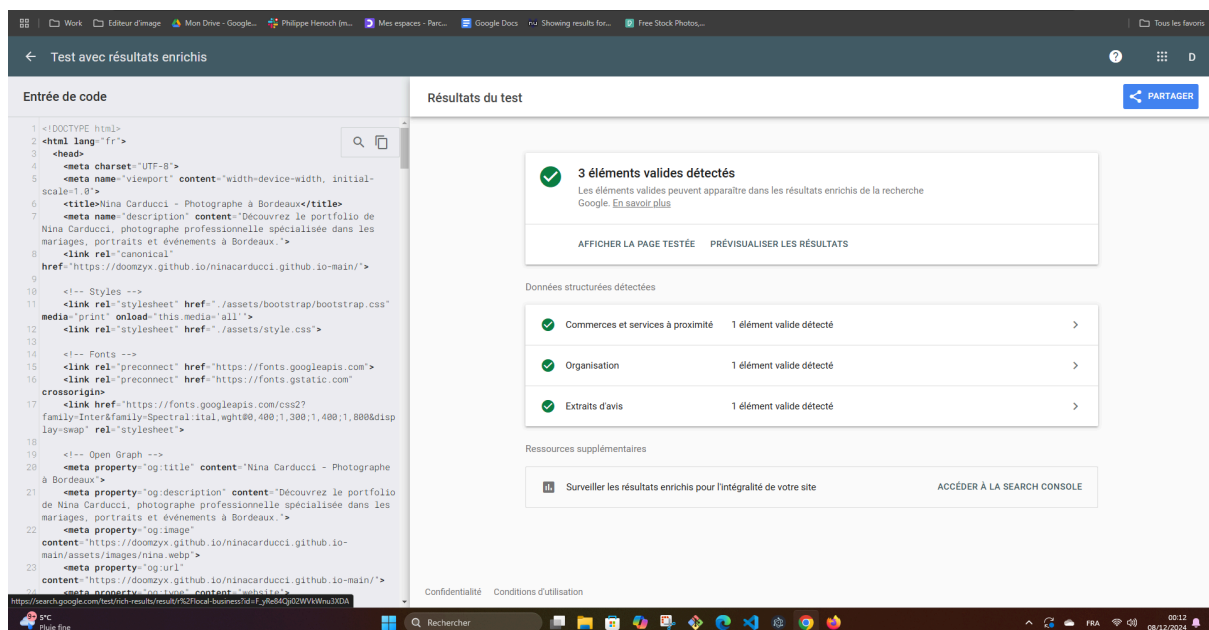 Work Editeur d'image Mon Drive - Google... Philippe Henoch (m... Mes espaces - Parc... Google Docs nu Showing results for... Free Stock Photos,... Tous les favoris
Test avec résultats enrichis D
Entrée de code
1 <!DOCTYPE html>
2 <html lang="fr">
3 <head>
4 <meta charset="UTF-8">
5 <meta name="viewport" content="width=device-width, initial-
scale=1.0">
6 <title>Nina Carducci - Photographe à Bordeaux</title>
7 <meta name="description" content="Découvrez le portfolio de
Nina Carducci, photographe professionnelle spécialisée dans les
mariages, portraits et événements à Bordeaux.">
8 <link rel="canonical"
href="https://doomzyx.github.io/ninacarducci.github.io-main/">
9
10 <!-- Styles -->
11 <link rel="stylesheet" href="./assets/bootstrap/bootstrap.css"
media="print" onload="this.media='all'">
12 <link rel="stylesheet" href="./assets/style.css">
13
14 <!-- Fonts -->
15 <link rel="preconnect" href="https://fonts.googleapis.com">
16 <link rel="preconnect" href="https://fonts.gstatic.com"
crossorigin>
17 <link href="https://fonts.googleapis.com/css2?
family=Inter&family=Spectral:ital,wght@0,400;1,300;1,400;1,800&disp
lay=swap" rel="stylesheet">
18
19 <!-- Open Graph -->
20 <meta property="og:title" content="Nina Carducci - Photographe
à Bordeaux">
21 <meta property="og:description" content="Découvrez le portfolio
de Nina Carducci, photographe professionnelle spécialisée dans les
mariages, portraits et événements à Bordeaux.">
22 <meta property="og:image"
content="https://doomzyx.github.io/ninacarducci.github.io-
main/assets/images/nina.webp">
23 <meta property="og:url"
content="https://doomzyx.github.io/ninacarducci.github.io-main/">
24 <meta property="og:type" content="website">
Résultats du test
PARTAGER
3 éléments valides détectés
Les éléments valides peuvent apparaître dans les résultats enrichis de la recherche
Google. En savoir plus
AFFICHER LA PAGE TESTÉE PRÉVISUALISER LES RÉSULTATS
Données structurées détectées
Commerces et services à proximité 1 élément valide détecté
Organisation 1 élément valide détecté
Extraits d'avis 1 élément valide détecté
Ressources supplémentaires
Surveiller les résultats enrichis pour l'intégralité de votre site ACCÉDER À LA SEARCH CONSOLE
Confidentialité Conditions d'utilisation
5°C
Pluie fine
Rechercher
FRA
00:12
08/12/2024